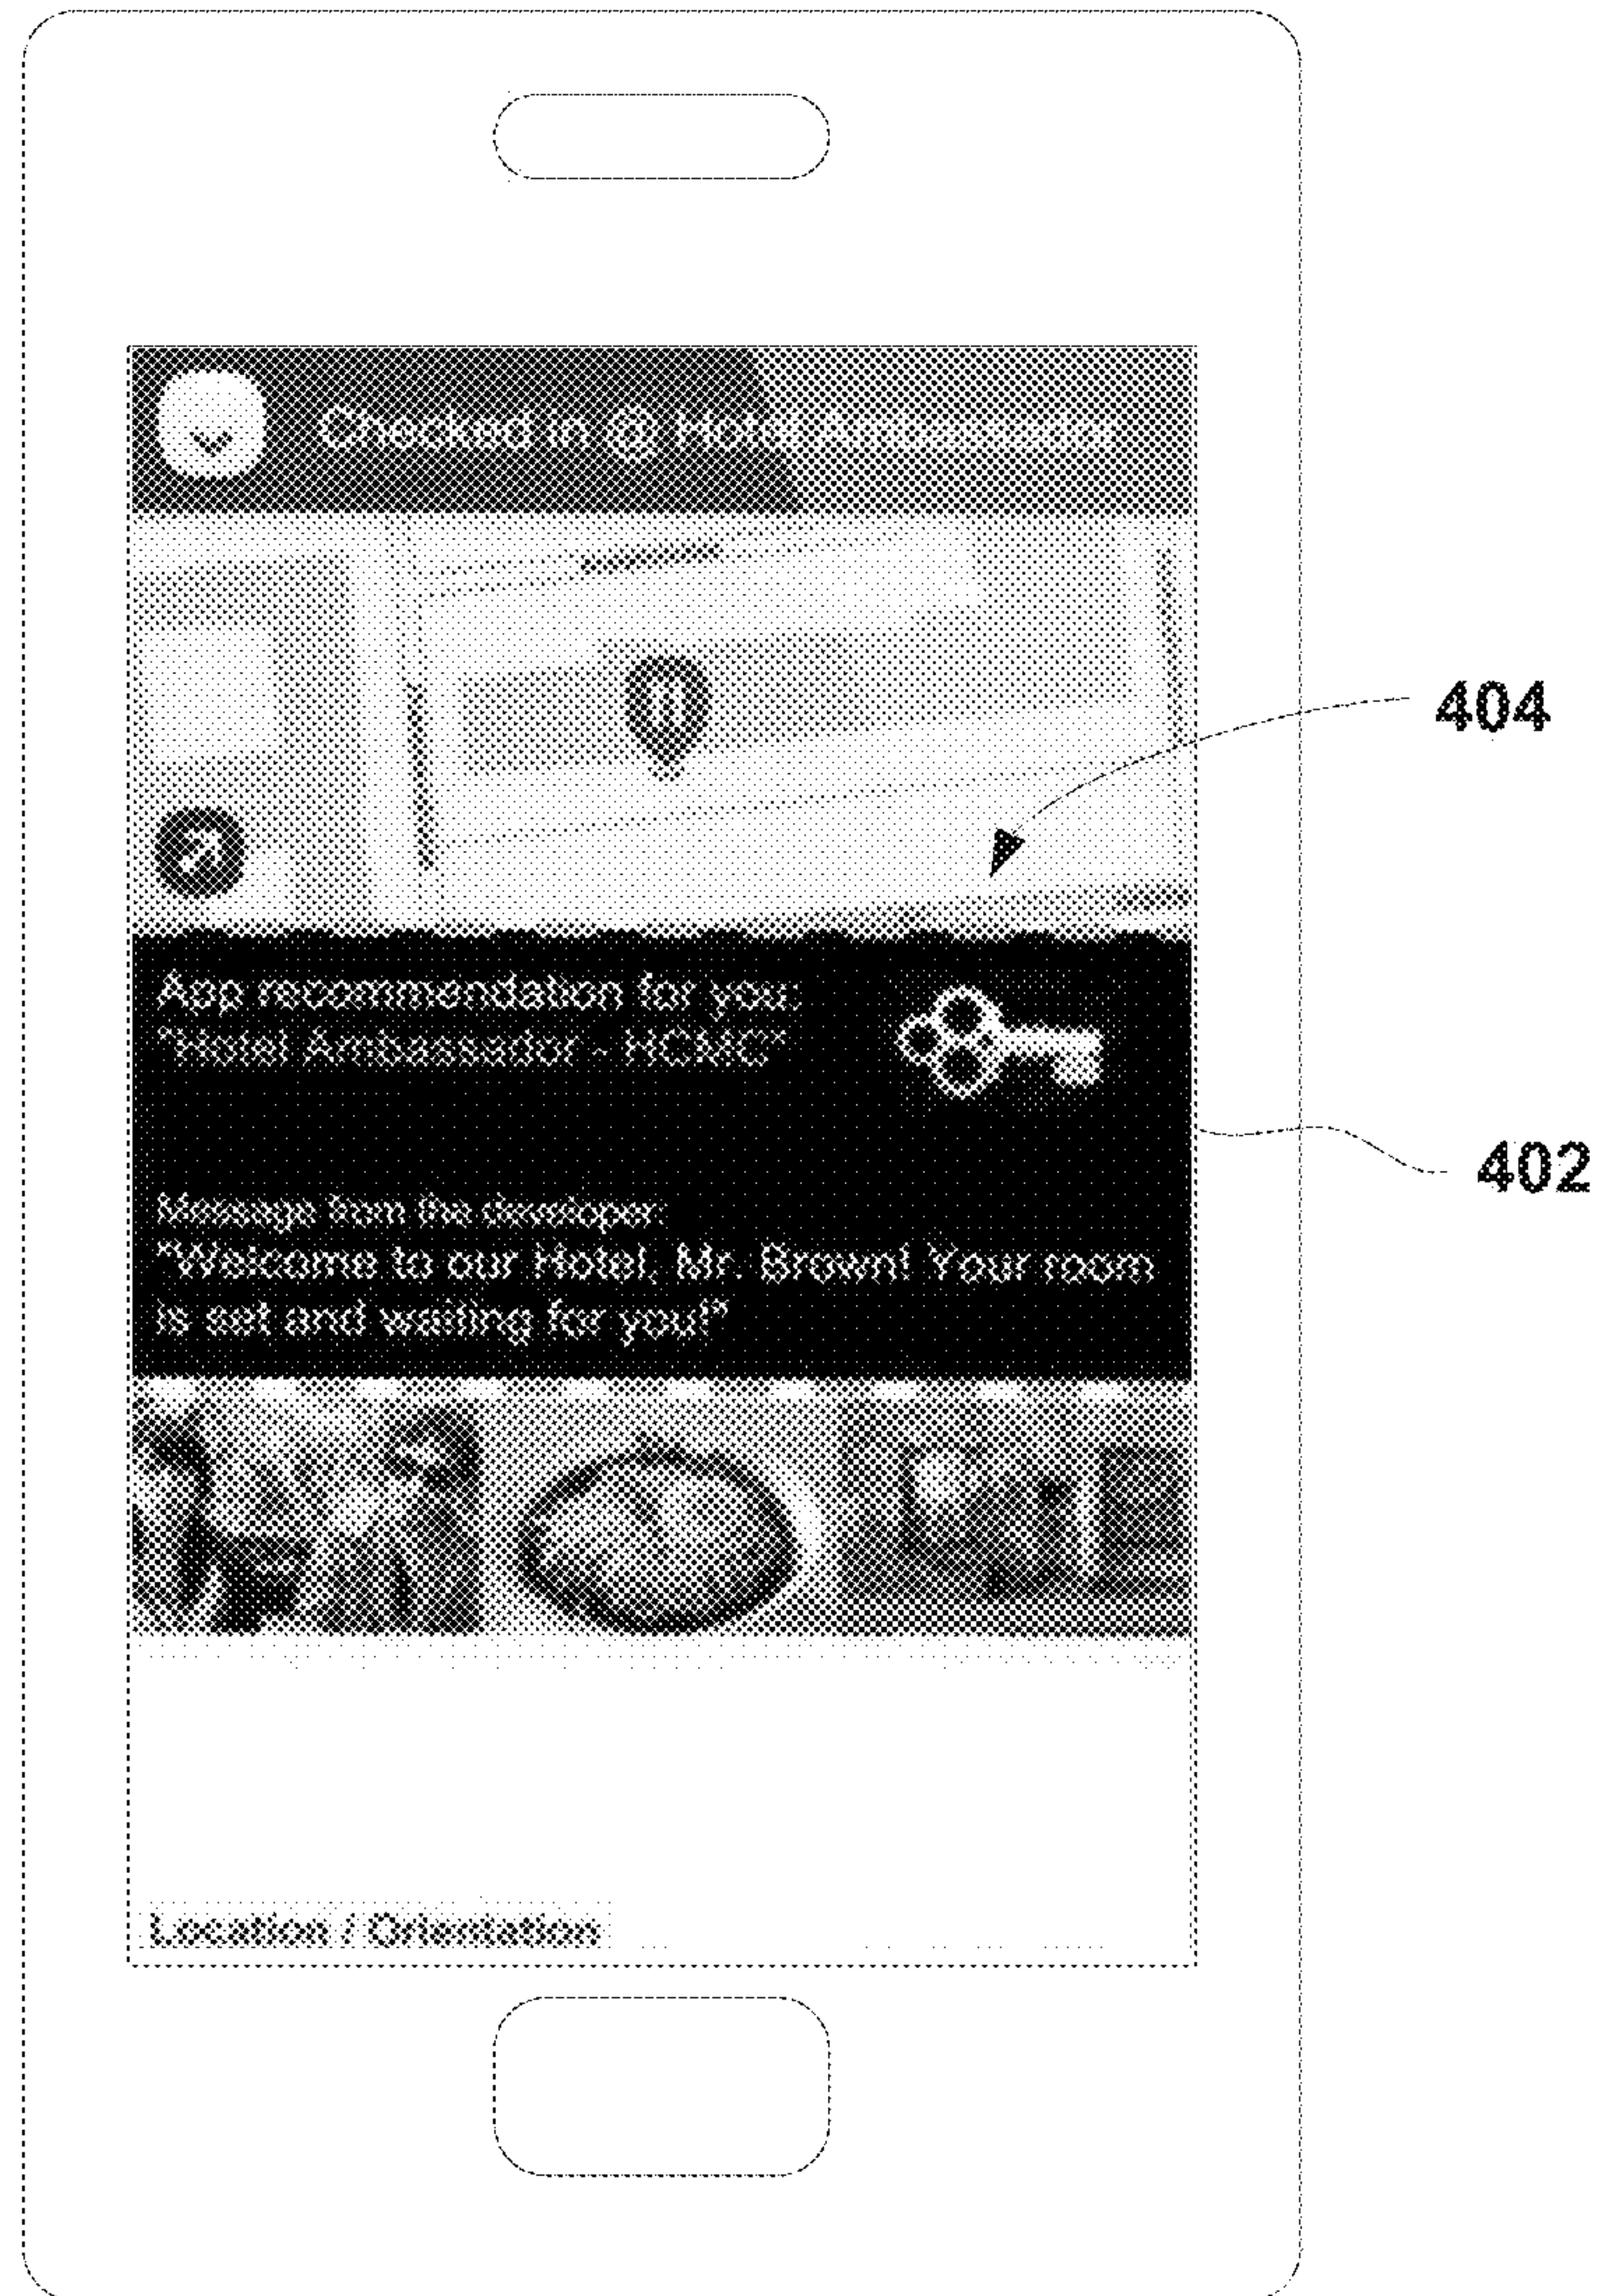 Checked in @ Hotel Ambassador
404
App recommendation for you:
"Hotel Ambassador - HCMC"
402
Message from the developer:
"Welcome to our Hotel, Mr. Brown! Your room
is set and waiting for you!"
Location / Orientation